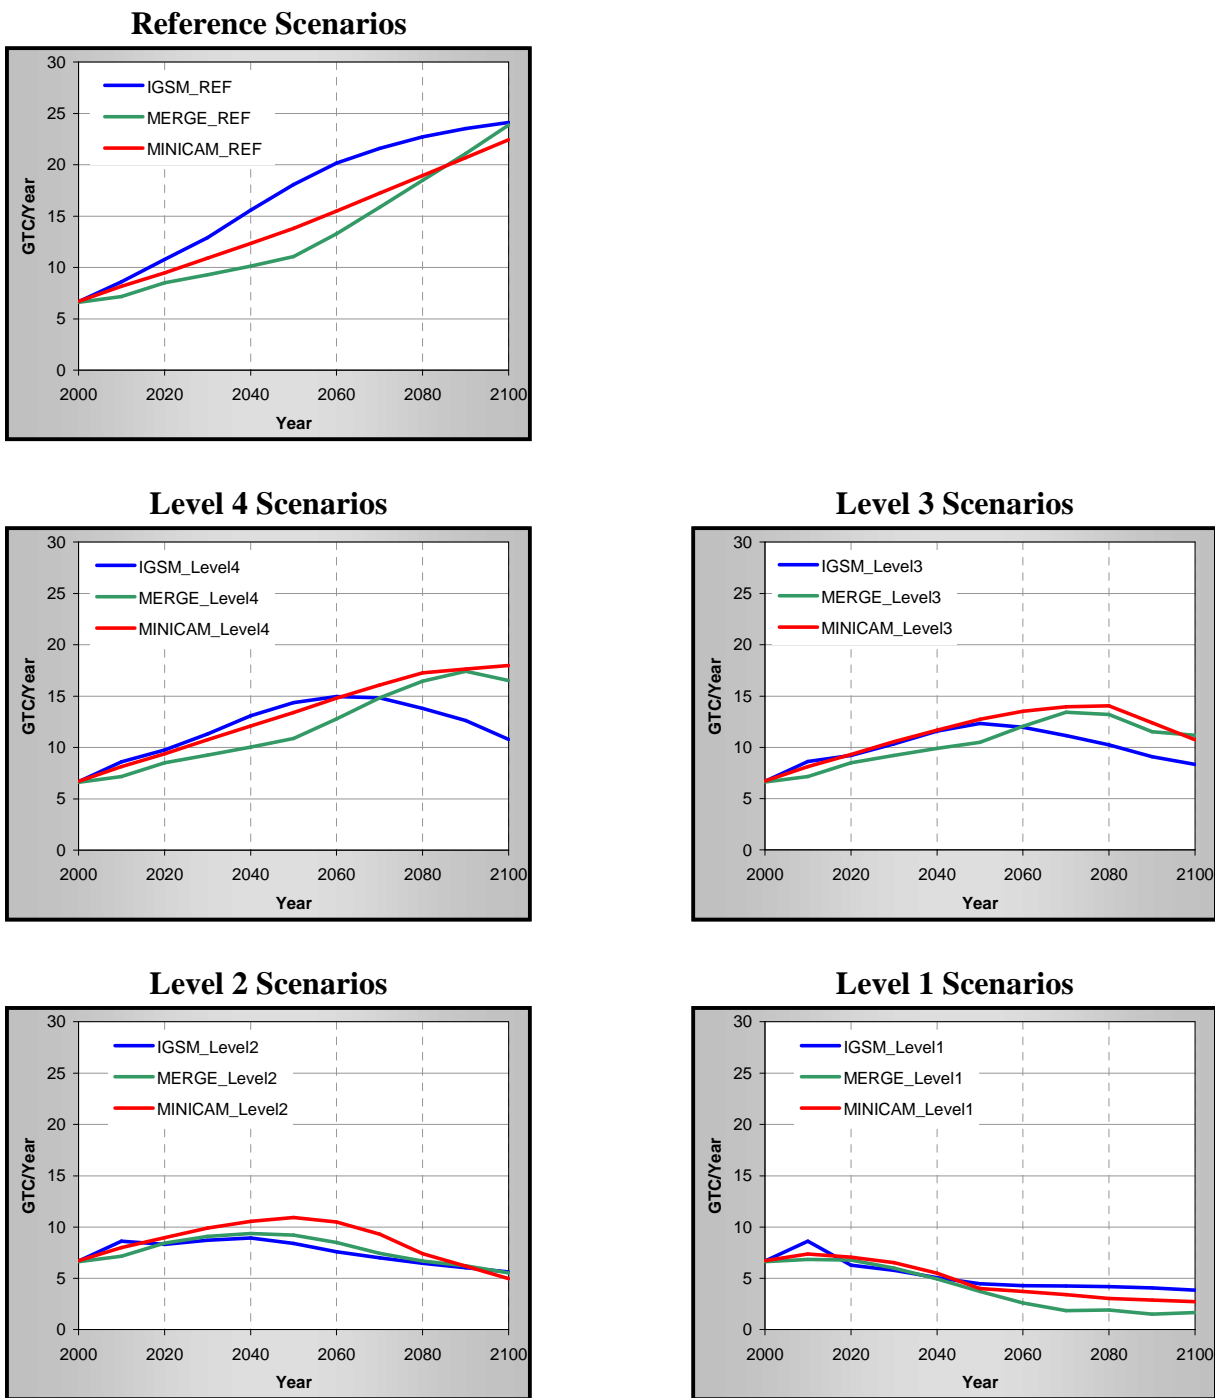 Reference Scenarios
30
25
20
15
10
5
0
GTC/Year
IGSM_REF
MERGE_REF
MINICAM_REF
2000 2020 2040 2060 2080 2100
Year
Level 4 Scenarios
30
25
20
15
10
5
0
GTC/Year
IGSM_Level4
MERGE_Level4
MINICAM_Level4
2000 2020 2040 2060 2080 2100
Year
Level 3 Scenarios
30
25
20
15
10
5
0
GTC/Year
IGSM_Level3
MERGE_Level3
MINICAM_Level3
2000 2020 2040 2060 2080 2100
Year
Level 2 Scenarios
30
25
20
15
10
5
0
GTC/Year
IGSM_Level2
MERGE_Level2
MINICAM_Level2
2000 2020 2040 2060 2080 2100
Year
Level 1 Scenarios
30
25
20
15
10
5
0
GTC/Year
IGSM_Level1
MERGE_Level1
MINICAM_Level1
2000 2020 2040 2060 2080 2100
Year